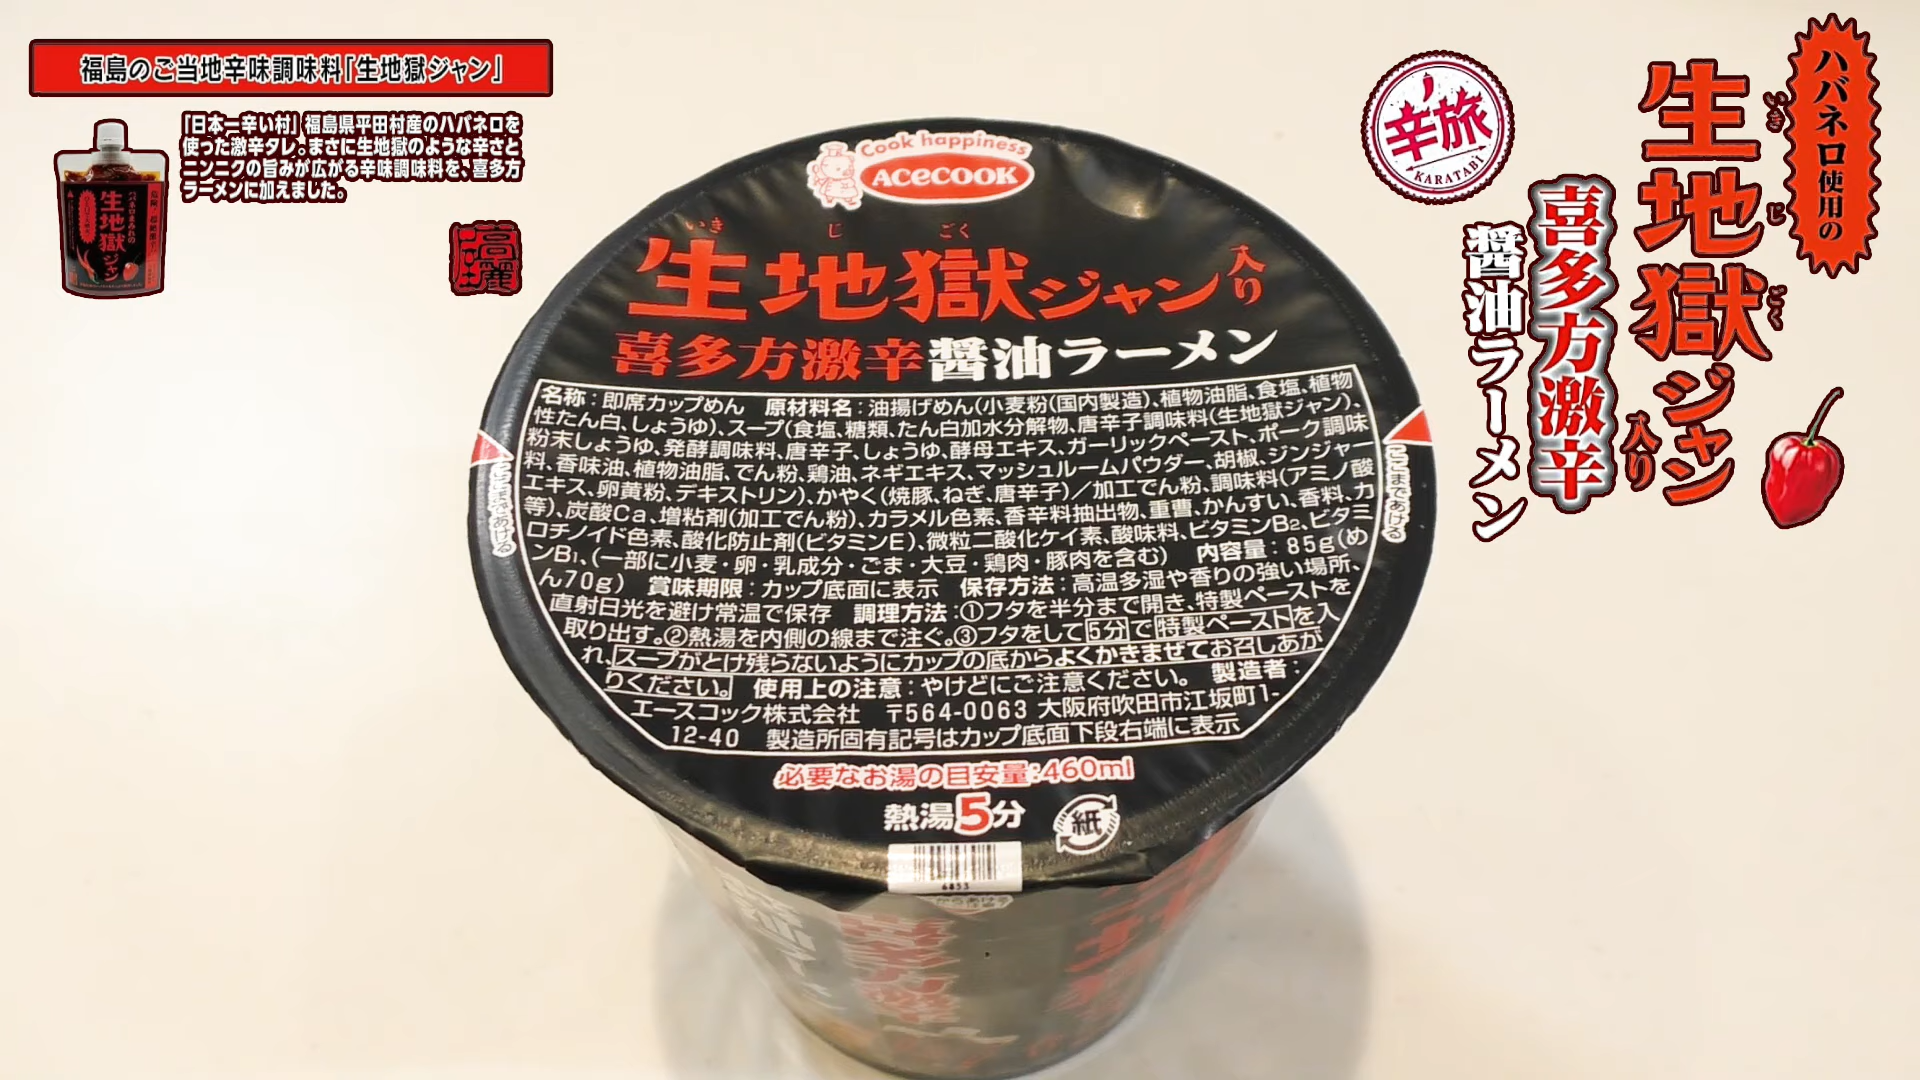 福島のご当地辛味調味料「生地獄ジャン」
「日本一辛い村」福島県平田村産のハバネロを
使った激辛タレ。まさに生地獄のような辛さと
ニンニクの旨みが広がる辛味調味料を、喜多方
ラーメンに加えました。
生地獄ジャン
高麗
辛旅
KARATABI
ハバネロ使用の
いき じ ごく
生地獄ジャン入り
喜多方激辛
醤油ラーメン
Cook happiness
ACECOOK
いき じ ごく
生地獄ジャン入り
喜多方激辛醤油ラーメン
名称：即席カップめん 原材料名：油揚げめん(小麦粉(国内製造)、植物油脂、食塩、植物
性たん白、しょうゆ)、スープ(食塩、糖類、たん白加水分解物、唐辛子調味料(生地獄ジャン)、
粉末しょうゆ、発酵調味料、唐辛子、しょうゆ、酵母エキス、ガーリックペースト、ポーク調味
料、香味油、植物油脂、でん粉、鶏油、ネギエキス、マッシュルームパウダー、胡椒、ジンジャー
エキス、卵黄粉、デキストリン)、かやく(焼豚、ねぎ、唐辛子)／加工でん粉、調味料(アミノ酸
等)、炭酸Ca、増粘剤(加工でん粉)、カラメル色素、香辛料抽出物、重曹、かんすい、香料、カ
ロチノイド色素、酸化防止剤(ビタミンE)、微粒二酸化ケイ素、酸味料、ビタミンB2、ビタミ
ンB1、(一部に小麦・卵・乳成分・ごま・大豆・鶏肉・豚肉を含む) 内容量：85g(め
ん70g) 賞味期限：カップ底面に表示 保存方法：高温多湿や香りの強い場所、
直射日光を避け常温で保存 調理方法：①フタを半分まで開き、特製ペーストを
取り出す。②熱湯を内側の線まで注ぐ。③フタをして5分で特製ペーストを入
れ、スープがとけ残らないようにカップの底からよくかきまぜてお召しあが
りください。 使用上の注意：やけどにご注意ください。 製造者：
エースコック株式会社 〒564-0063 大阪府吹田市江坂町1-
12-40 製造所固有記号はカップ底面下段右端に表示
ここまであける
ここまであける
必要なお湯の目安量：460ml
熱湯5分
紙
6853
喜多方激辛